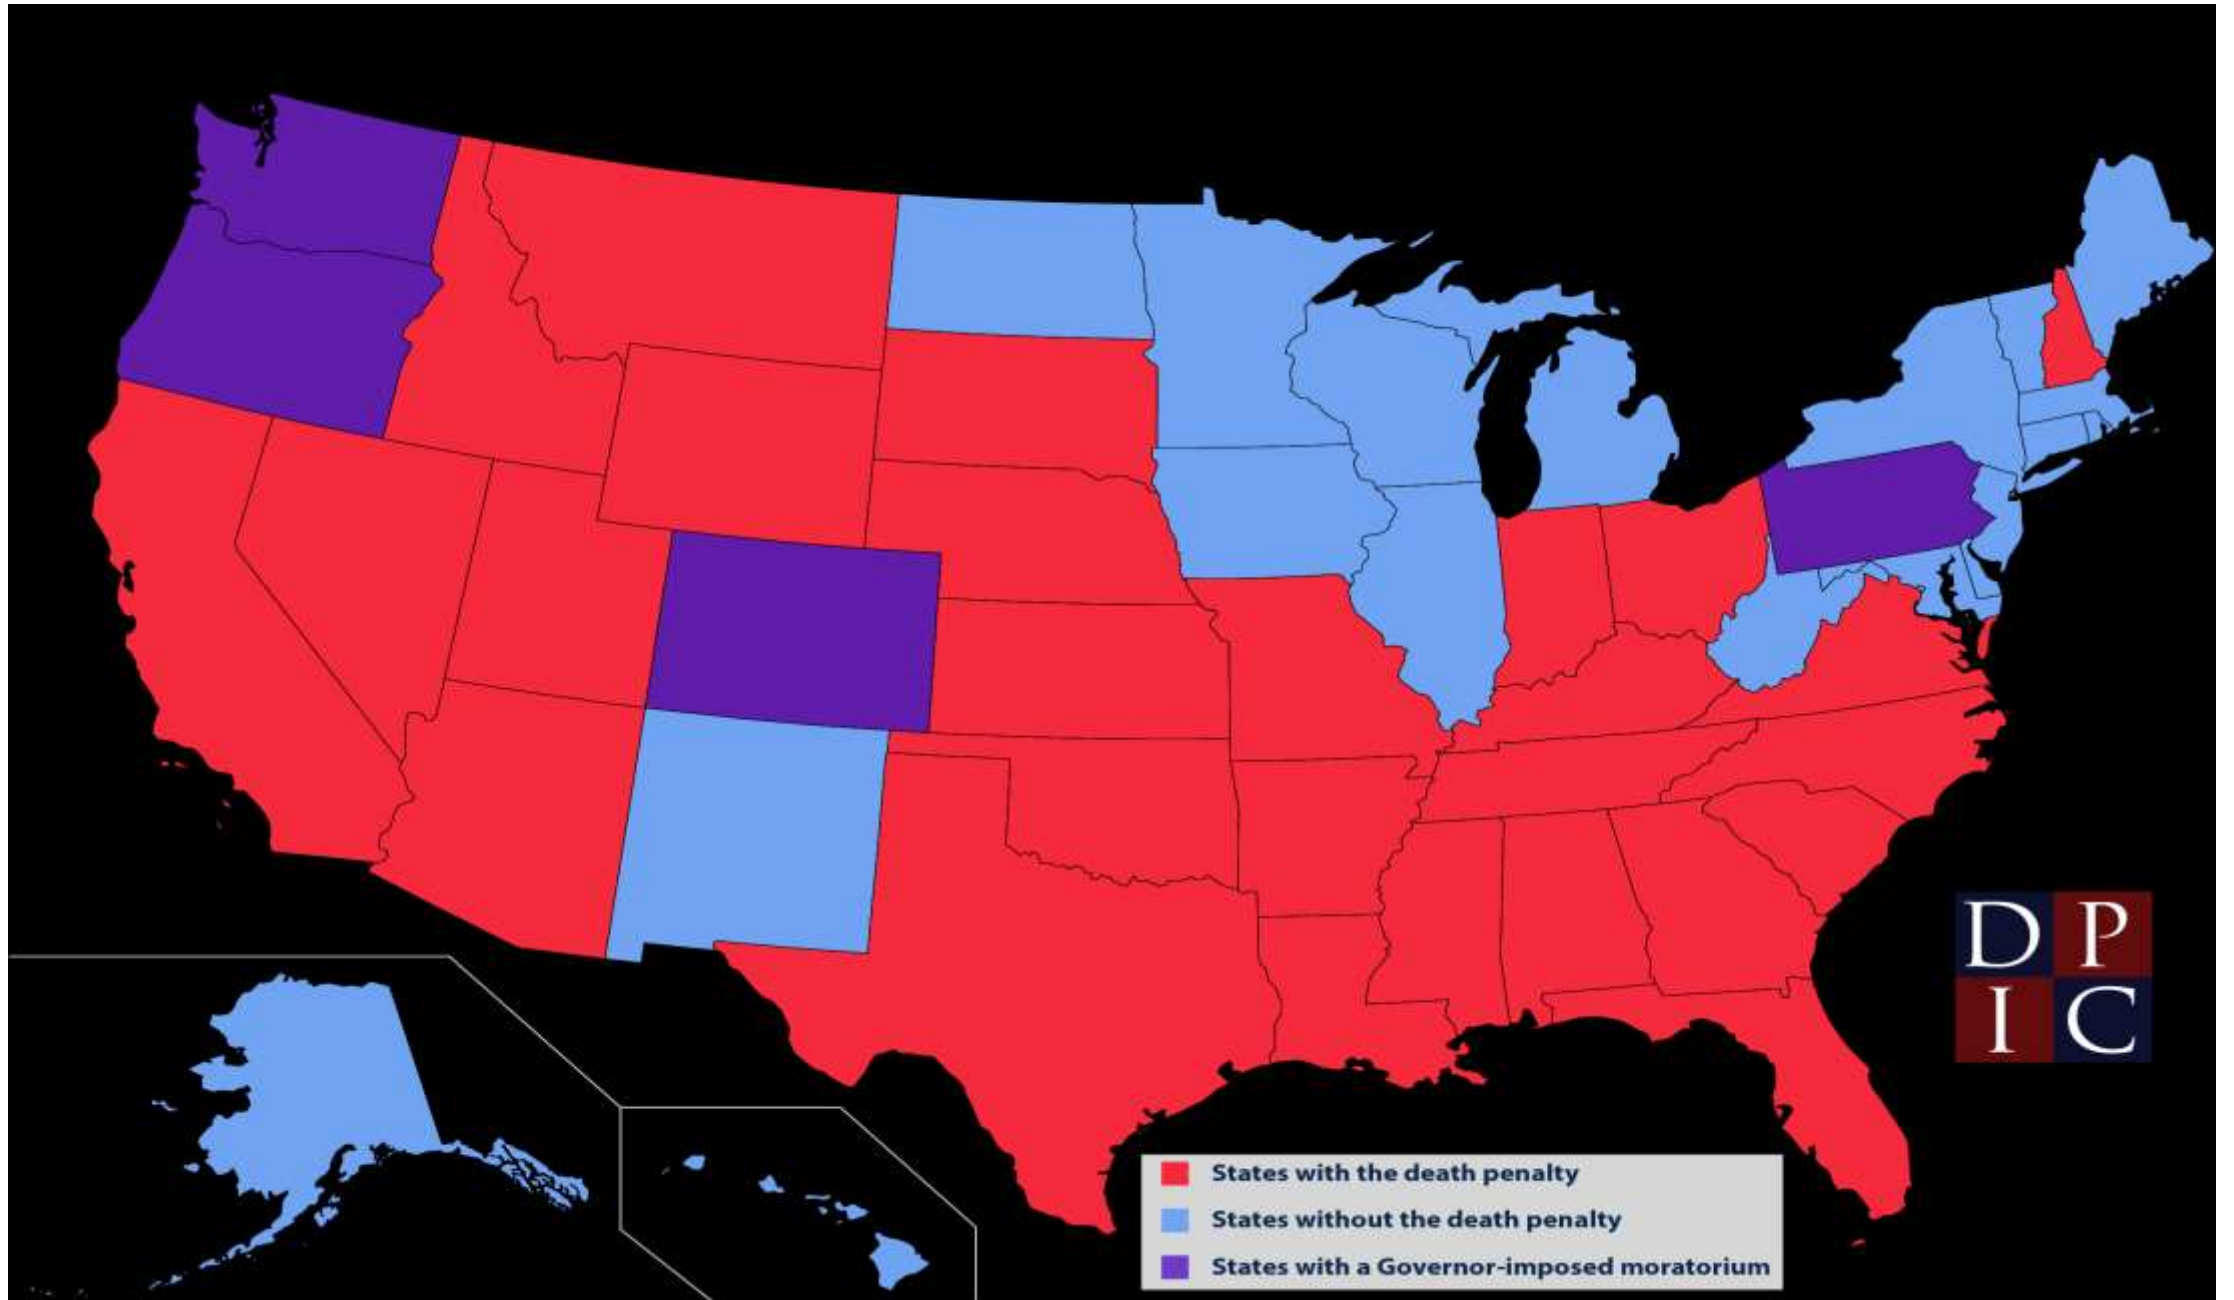 D P
I C
States with the death penalty
States without the death penalty
States with a Governor-imposed moratorium